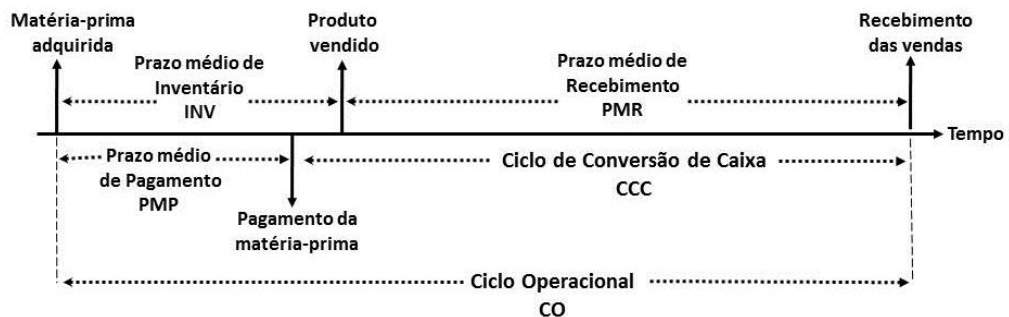 Matéria-prima
adquirida
Produto
vendido
Recebimento
das vendas
Prazo médio de
Inventário
INV
Prazo médio de
Recebimento
PMR
Tempo
Prazo médio
de Pagamento
PMP
Ciclo de Conversão de Caixa
CCC
Pagamento da
matéria-prima
Ciclo Operacional
CO